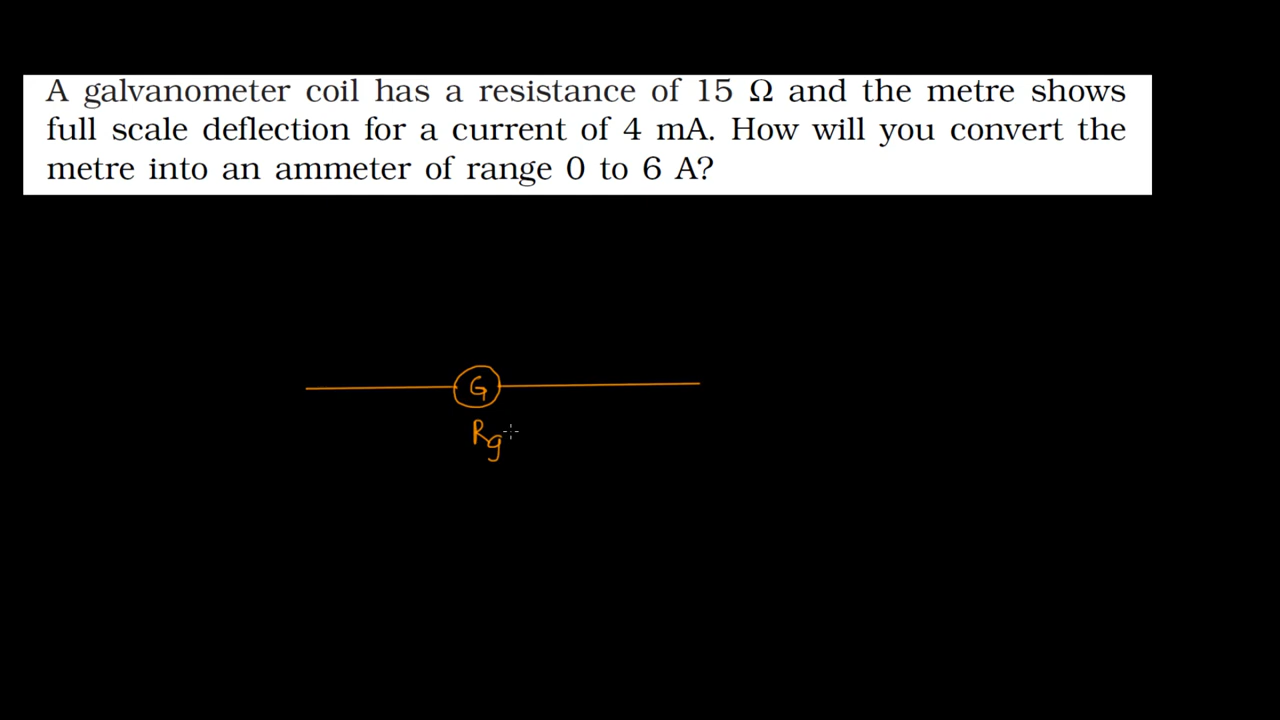 A galvanometer coil has a resistance of 15 Ω and the metre shows
full scale deflection for a current of 4 mA. How will you convert the
metre into an ammeter of range 0 to 6 A?
G
Rg